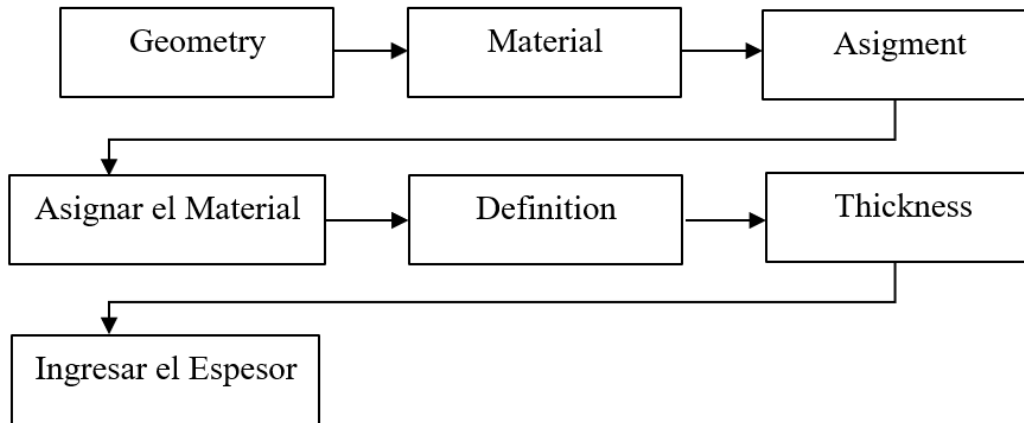 Geometry
Material
Asigment
Asignar el Material
Definition
Thickness
Ingresar el Espesor